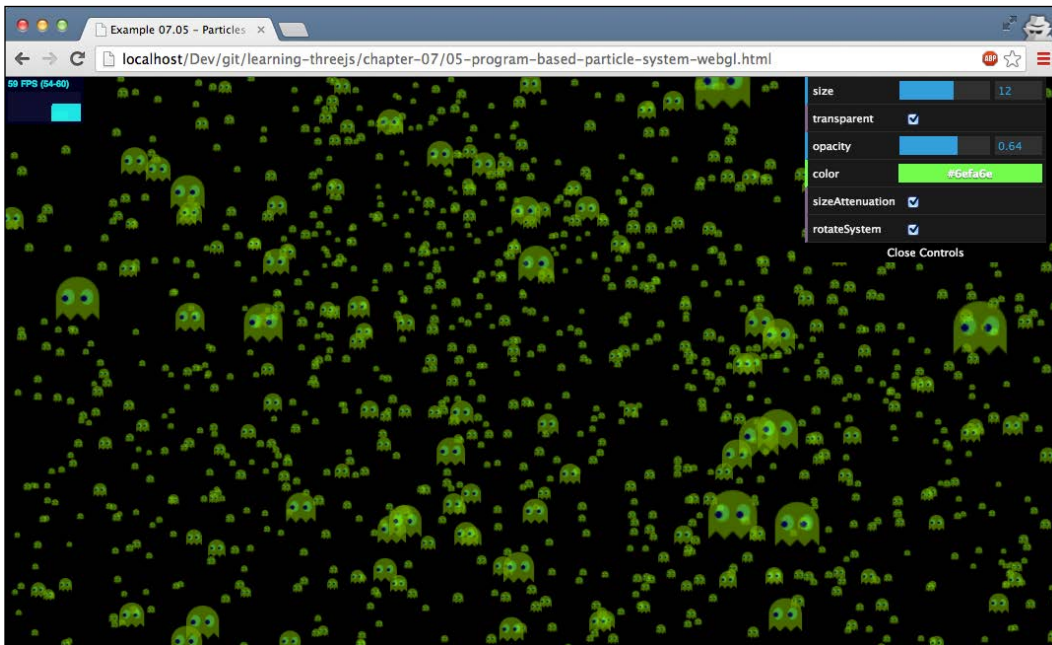 Example 07.05 - Particles
localhost/Dev/git/learning-threejs/chapter-07/05-program-based-particle-system-webgl.html
ABP
59 FPS (54-60)
size 12
transparent
opacity 0.64
color #6efa6e
sizeAttenuation
rotateSystem
Close Controls